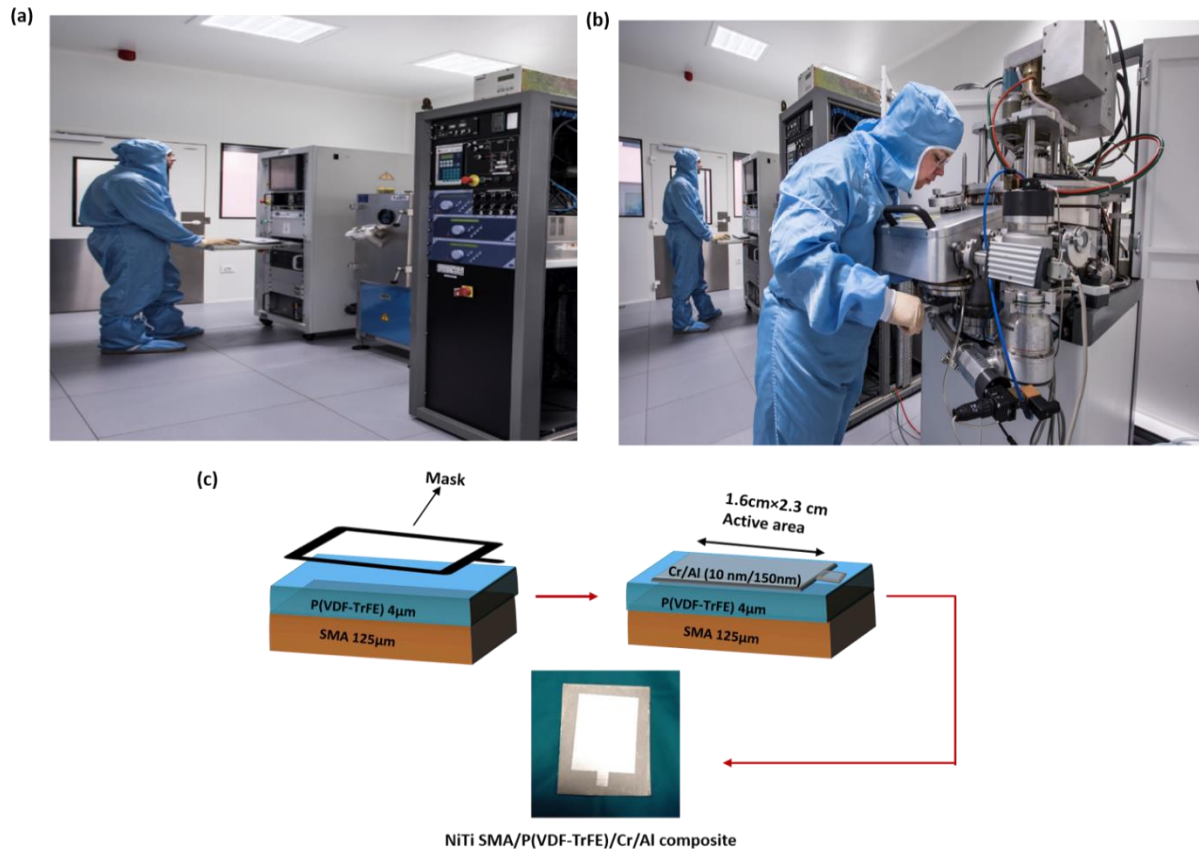 (a)
(b)
(c)
Mask
P(VDF-TrFE) 4µm
SMA 125µm
1.6cm×2.3 cm
Active area
Cr/Al (10 nm/150nm)
P(VDF-TrFE) 4µm
SMA 125µm
NiTi SMA/P(VDF-TrFE)/Cr/Al composite